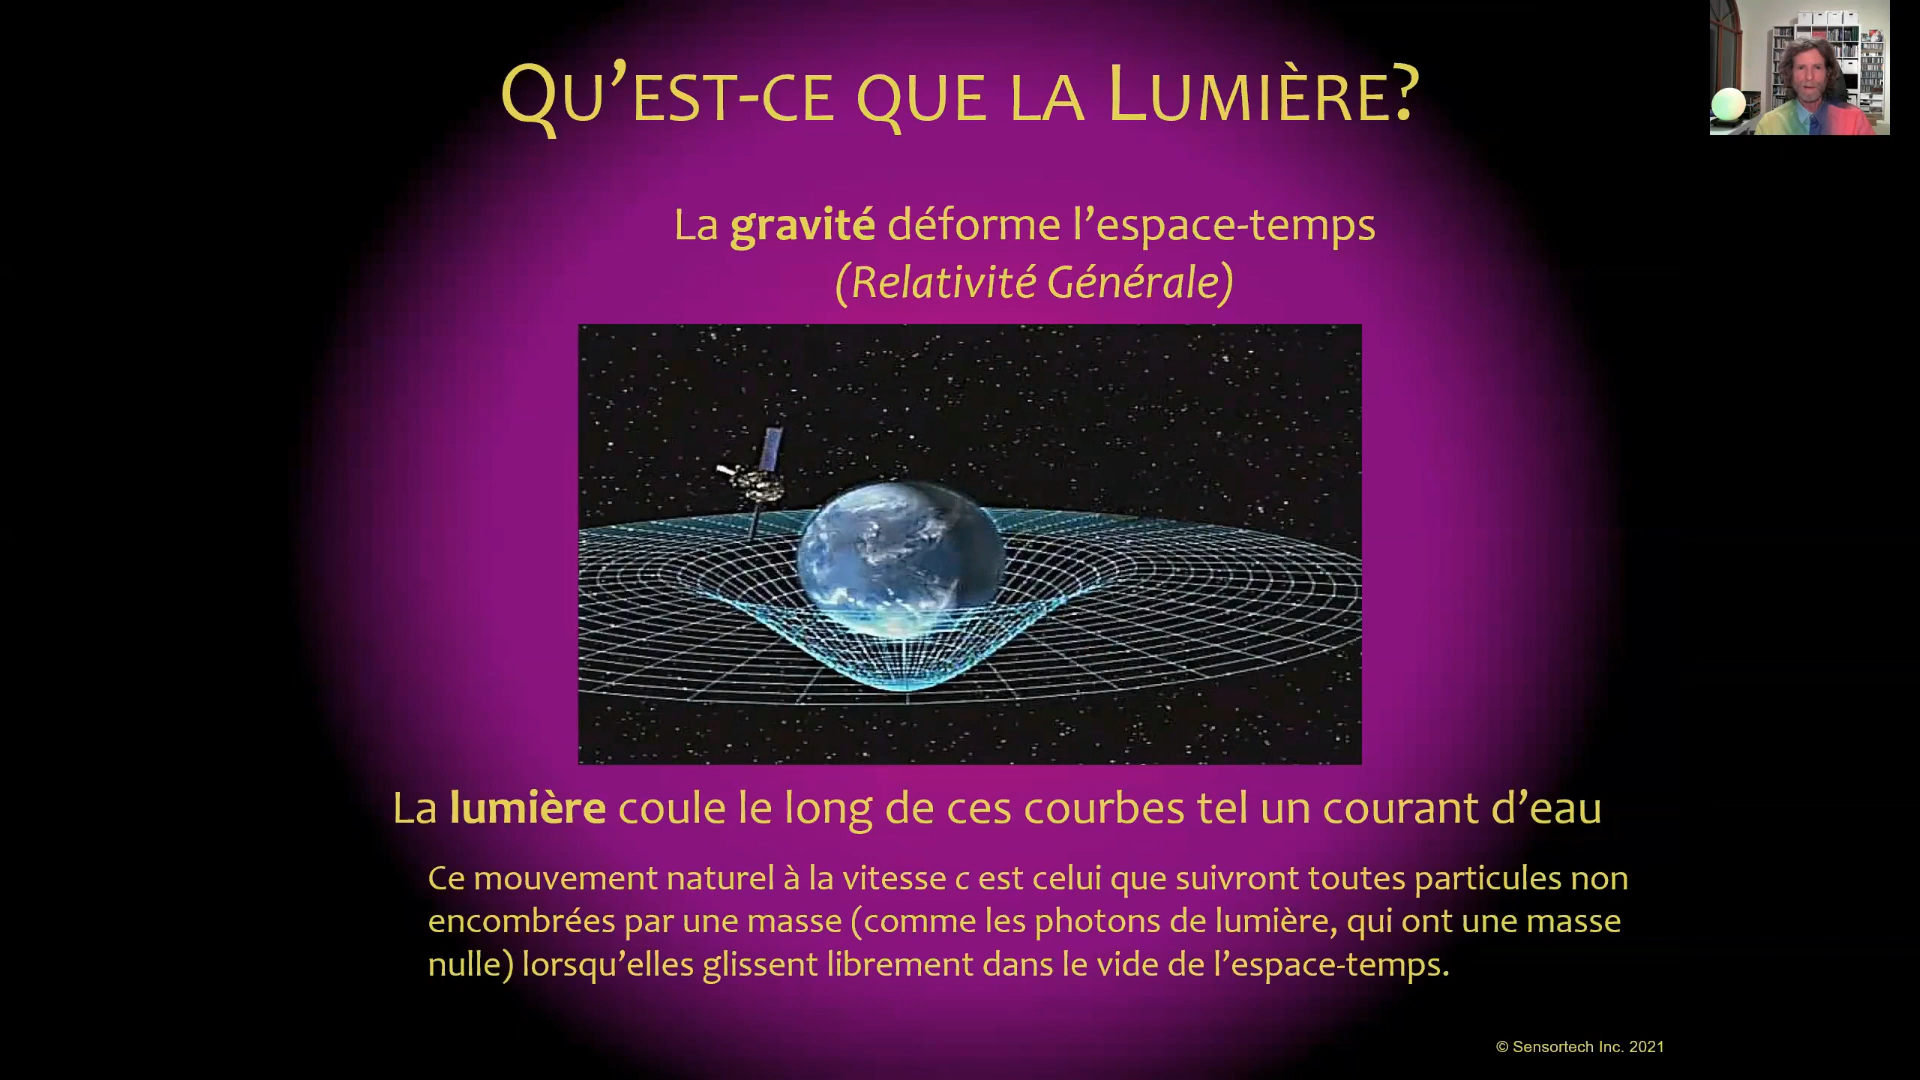 Qu’est-ce que la Lumière?
La gravité déforme l’espace-temps
(Relativité Générale)
La lumière coule le long de ces courbes tel un courant d’eau
Ce mouvement naturel à la vitesse c est celui que suivront toutes particules non
encombrées par une masse (comme les photons de lumière, qui ont une masse
nulle) lorsqu’elles glissent librement dans le vide de l’espace-temps.
© Sensortech Inc. 2021